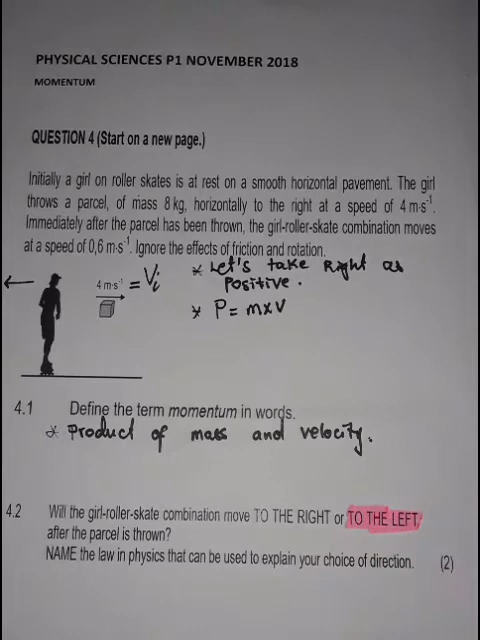 PHYSICAL SCIENCES P1 NOVEMBER 2018
MOMENTUM
QUESTION 4 (Start on a new page.)
Initially a girl on roller skates is at rest on a smooth horizontal pavement. The girl
throws a parcel, of mass 8 kg, horizontally to the right at a speed of 4 m·s⁻¹.
Immediately after the parcel has been thrown, the girl-roller-skate combination moves
at a speed of 0,6 m·s⁻¹. Ignore the effects of friction and rotation.
* Let's take Right as
Positive.
4 m·s⁻¹ = Vi
* P = m×v
4.1 Define the term momentum in words.
* Product of mass and velocity.
4.2 Will the girl-roller-skate combination move TO THE RIGHT or TO THE LEFT
after the parcel is thrown?
NAME the law in physics that can be used to explain your choice of direction. (2)